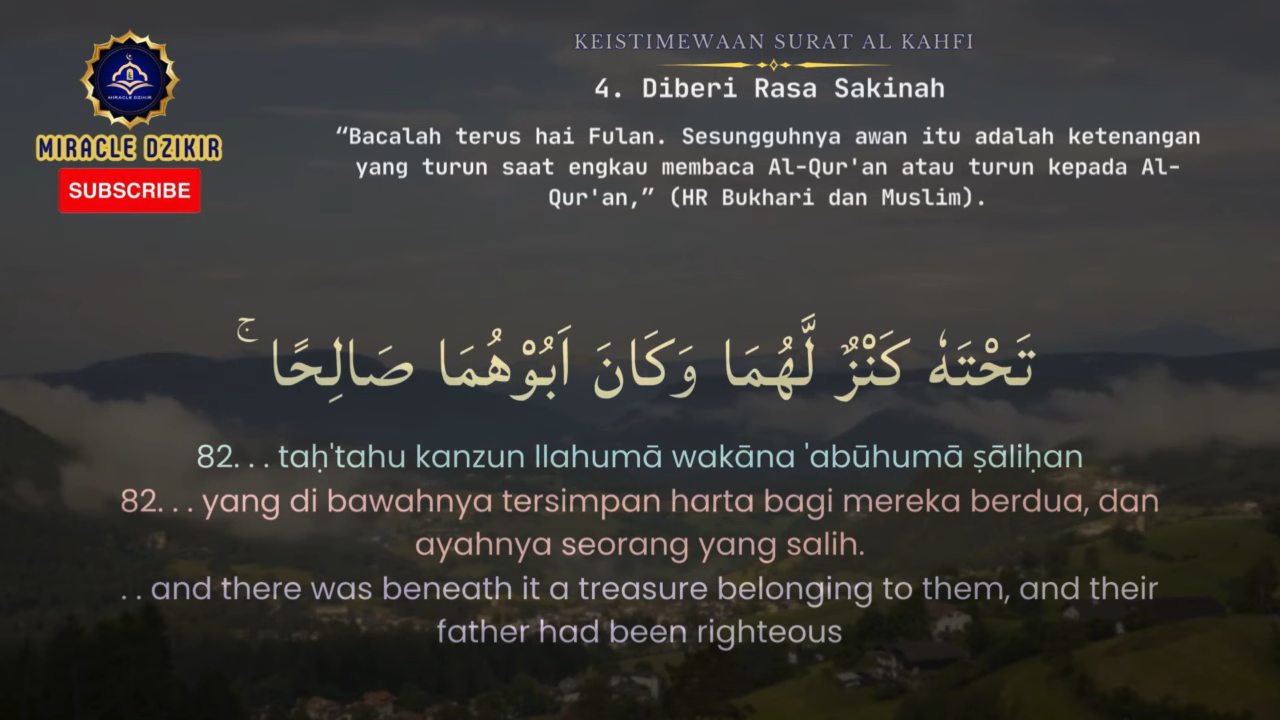 KEISTIMEWAAN SURAT AL KAHFI
4. Diberi Rasa Sakinah
“Bacalah terus hai Fulan. Sesungguhnya awan itu adalah ketenangan
yang turun saat engkau membaca Al-Qur'an atau turun kepada Al-
Qur'an,” (HR Bukhari dan Muslim).
MIRACLE DZIKIR
MIRACLE DZIKIR
SUBSCRIBE
تَحْتَهٗ كَنْزٌ لَّهُمَا وَكَانَ اَبُوْهُمَا صَالِحًا ۚ
82. . . taḥ'tahu kanzun llahumā wakāna 'abūhumā ṣāliḥan
82. . . yang di bawahnya tersimpan harta bagi mereka berdua, dan
ayahnya seorang yang salih.
. . and there was beneath it a treasure belonging to them, and their
father had been righteous